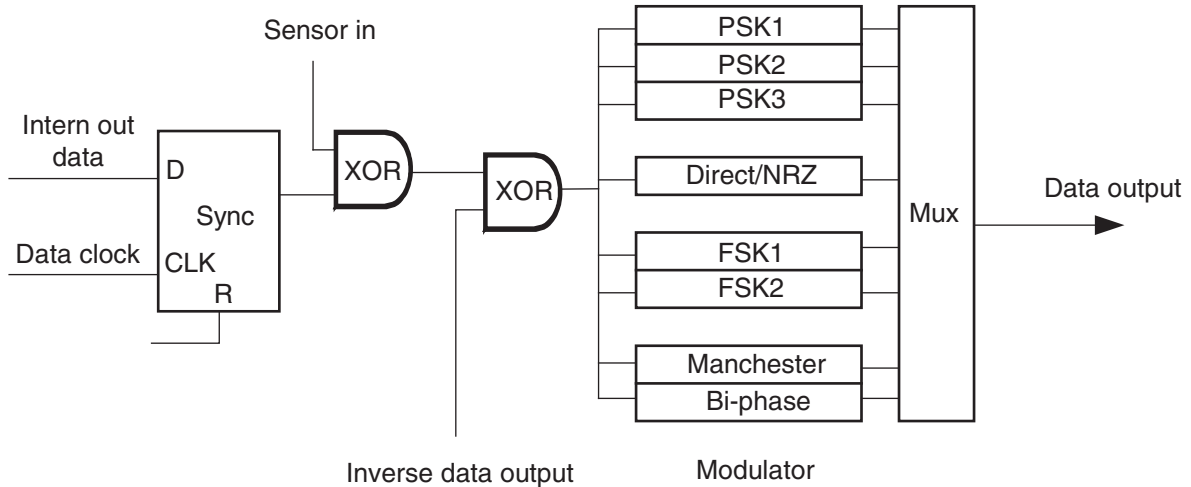 Sensor in
Intern out
data
D
Sync
Data clock
CLK
R
XOR
XOR
Inverse data output
PSK1
PSK2
PSK3
Direct/NRZ
FSK1
FSK2
Manchester
Bi-phase
Modulator
Mux
Data output